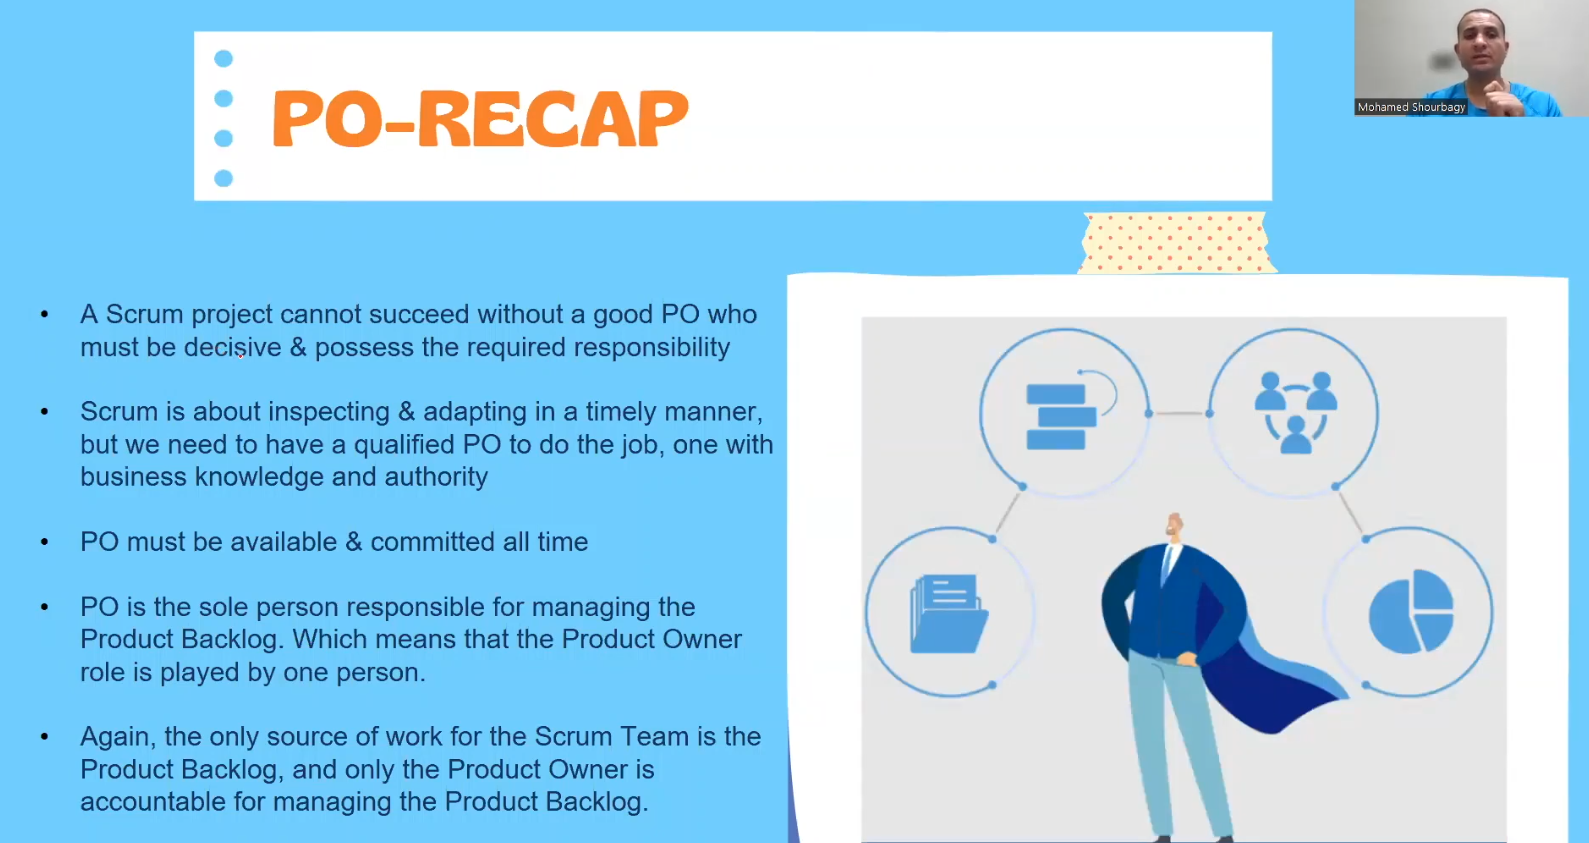 PO-RECAP
Mohamed Shourbagy
• A Scrum project cannot succeed without a good PO who
must be decisive & possess the required responsibility
• Scrum is about inspecting & adapting in a timely manner,
but we need to have a qualified PO to do the job, one with
business knowledge and authority
• PO must be available & committed all time
• PO is the sole person responsible for managing the
Product Backlog. Which means that the Product Owner
role is played by one person.
• Again, the only source of work for the Scrum Team is the
Product Backlog, and only the Product Owner is
accountable for managing the Product Backlog.